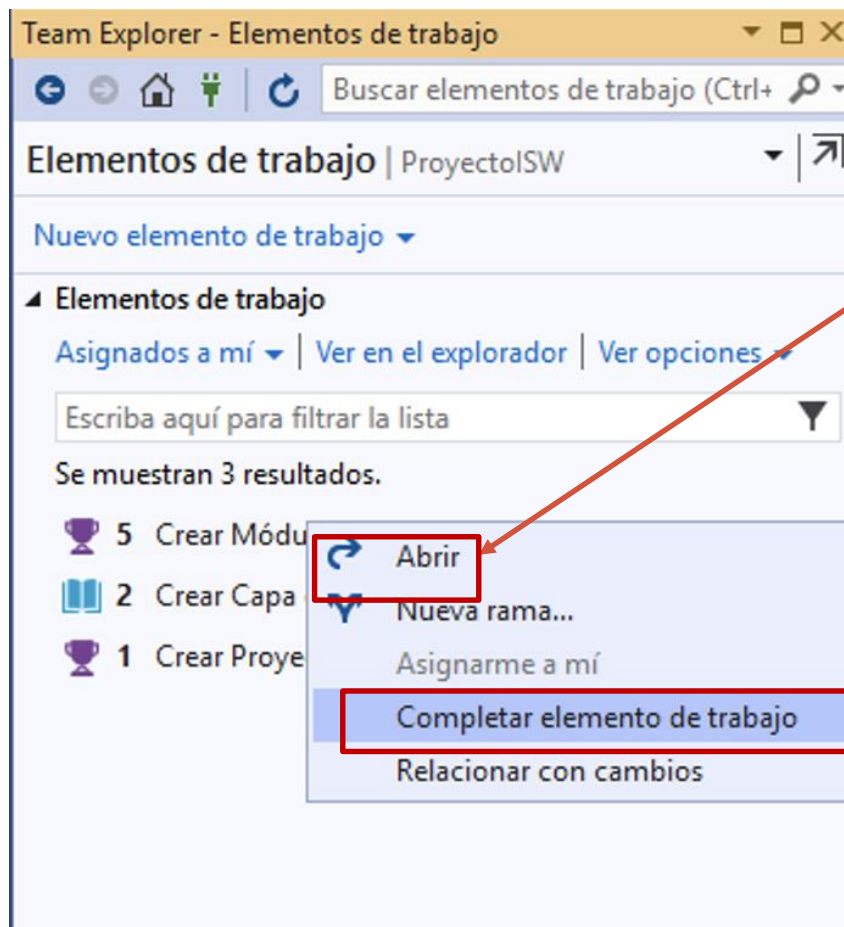 Team Explorer - Elementos de trabajo
Buscar elementos de trabajo (Ctrl+
Elementos de trabajo | ProyectoISW
Nuevo elemento de trabajo
Elementos de trabajo
Asignados a mí | Ver en el explorador | Ver opciones
Escriba aquí para filtrar la lista
Se muestran 3 resultados.
5 Crear Módu
2 Crear Capa
1 Crear Proye
Abrir
Nueva rama...
Asignarme a mí
Completar elemento de trabajo
Relacionar con cambios